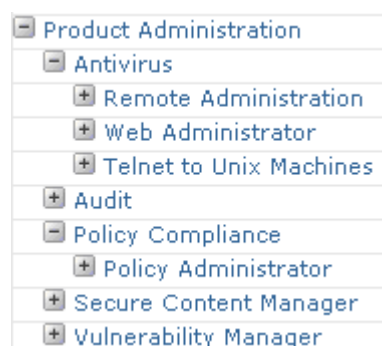 Product Administration
Antivirus
Remote Administration
Web Administrator
Telnet to Unix Machines
Audit
Policy Compliance
Policy Administrator
Secure Content Manager
Vulnerability Manager